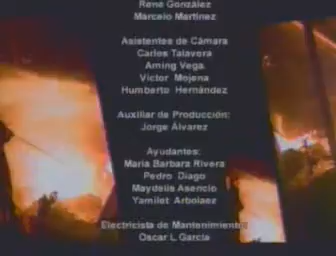 René González
Marcelo Martínez
Asistentes de Cámara
Carlos Talavera
Aming Vega
Víctor Mojena
Humberto Hernández
Auxiliar de Producción:
Jorge Álvarez
Ayudantes:
María Barbara Rivera
Pedro Diago
Maydelis Asencio
Yamilet Arbolaez
Electricista de Mantenimiento
Oscar L García